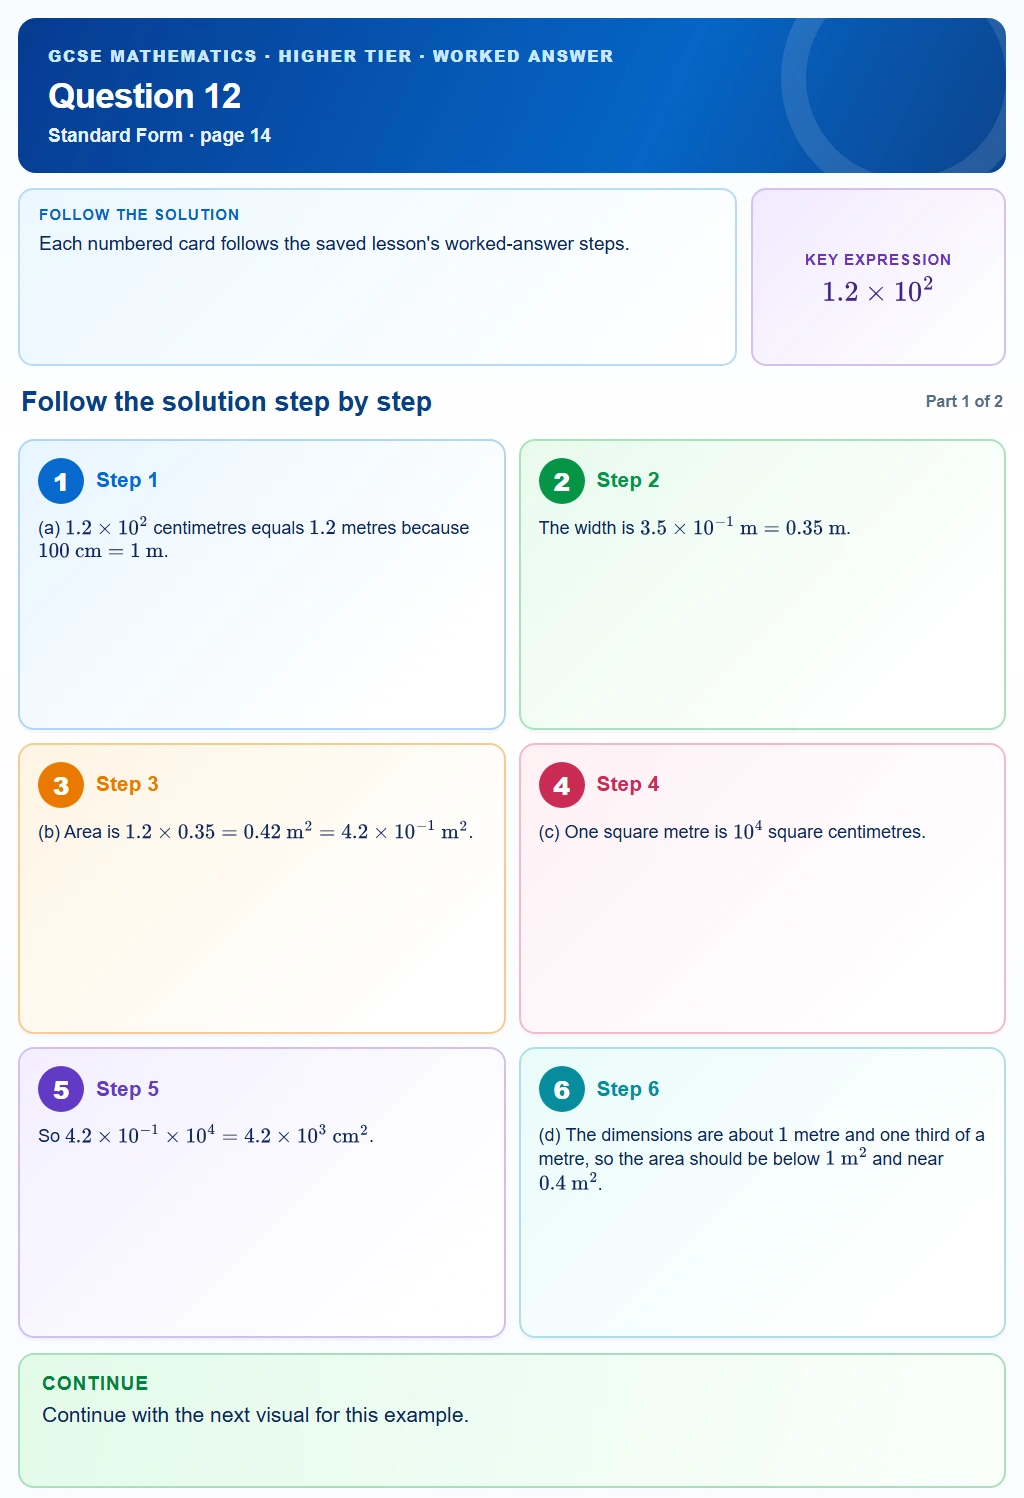 GCSE MATHEMATICS · HIGHER TIER · WORKED ANSWER
Question 12
Standard Form · page 14
FOLLOW THE SOLUTION
Each numbered card follows the saved lesson's worked-answer steps.
KEY EXPRESSION
1.2 × 10²
Follow the solution step by step
Part 1 of 2
1 Step 1
(a) 1.2 × 10² centimetres equals 1.2 metres because
100 cm = 1 m.
2 Step 2
The width is 3.5 × 10⁻¹ m = 0.35 m.
3 Step 3
(b) Area is 1.2 × 0.35 = 0.42 m² = 4.2 × 10⁻¹ m².
4 Step 4
(c) One square metre is 10⁴ square centimetres.
5 Step 5
So 4.2 × 10⁻¹ × 10⁴ = 4.2 × 10³ cm².
6 Step 6
(d) The dimensions are about 1 metre and one third of a
metre, so the area should be below 1 m² and near
0.4 m².
CONTINUE
Continue with the next visual for this example.